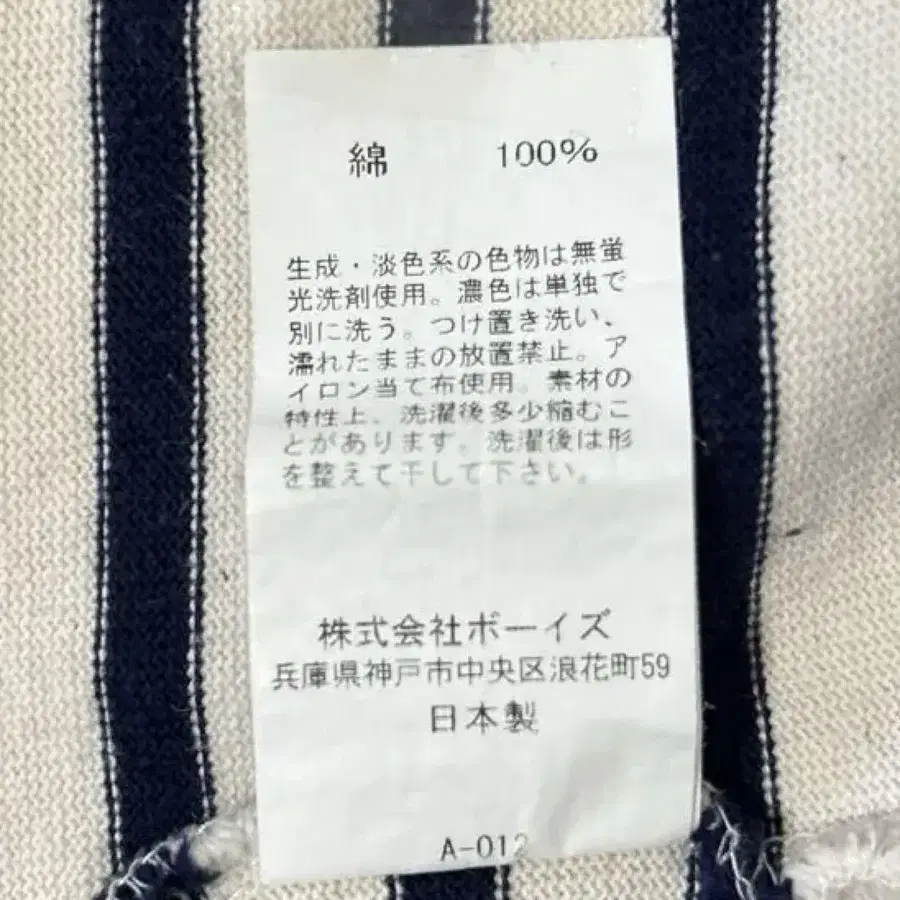 綿 100%
生成・淡色系の色物は無蛍
光洗剤使用。濃色は単独で
別に洗う。つけ置き洗い、
濡れたままの放置禁止。ア
イロン当て布使用。素材の
特性上、洗濯後多少縮むこ
とがあります。洗濯後は形
を整えて干して下さい。
株式会社ボーイズ
兵庫県神戸市中央区浪花町59
日本製
A-012